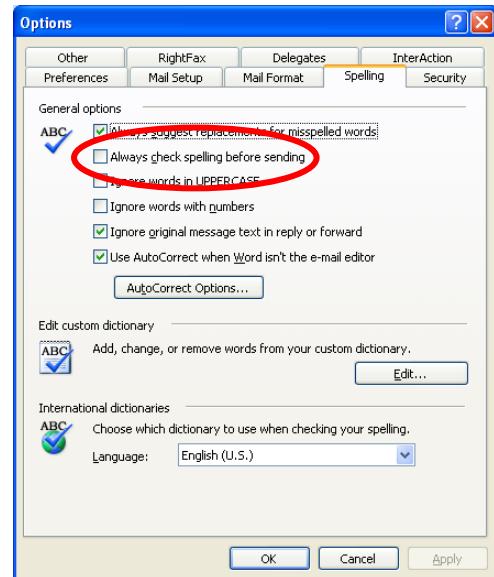 Options
Other RightFax Delegates InterAction
Preferences Mail Setup Mail Format Spelling Security
General options
ABC Always suggest replacements for misspelled words
Always check spelling before sending
Ignore words in UPPERCASE
Ignore words with numbers
Ignore original message text in reply or forward
Use AutoCorrect when Word isn't the e-mail editor
AutoCorrect Options...
Edit custom dictionary
ABC Add, change, or remove words from your custom dictionary.
Edit...
International dictionaries
ABC Choose which dictionary to use when checking your spelling.
Language: English (U.S.)
OK Cancel Apply